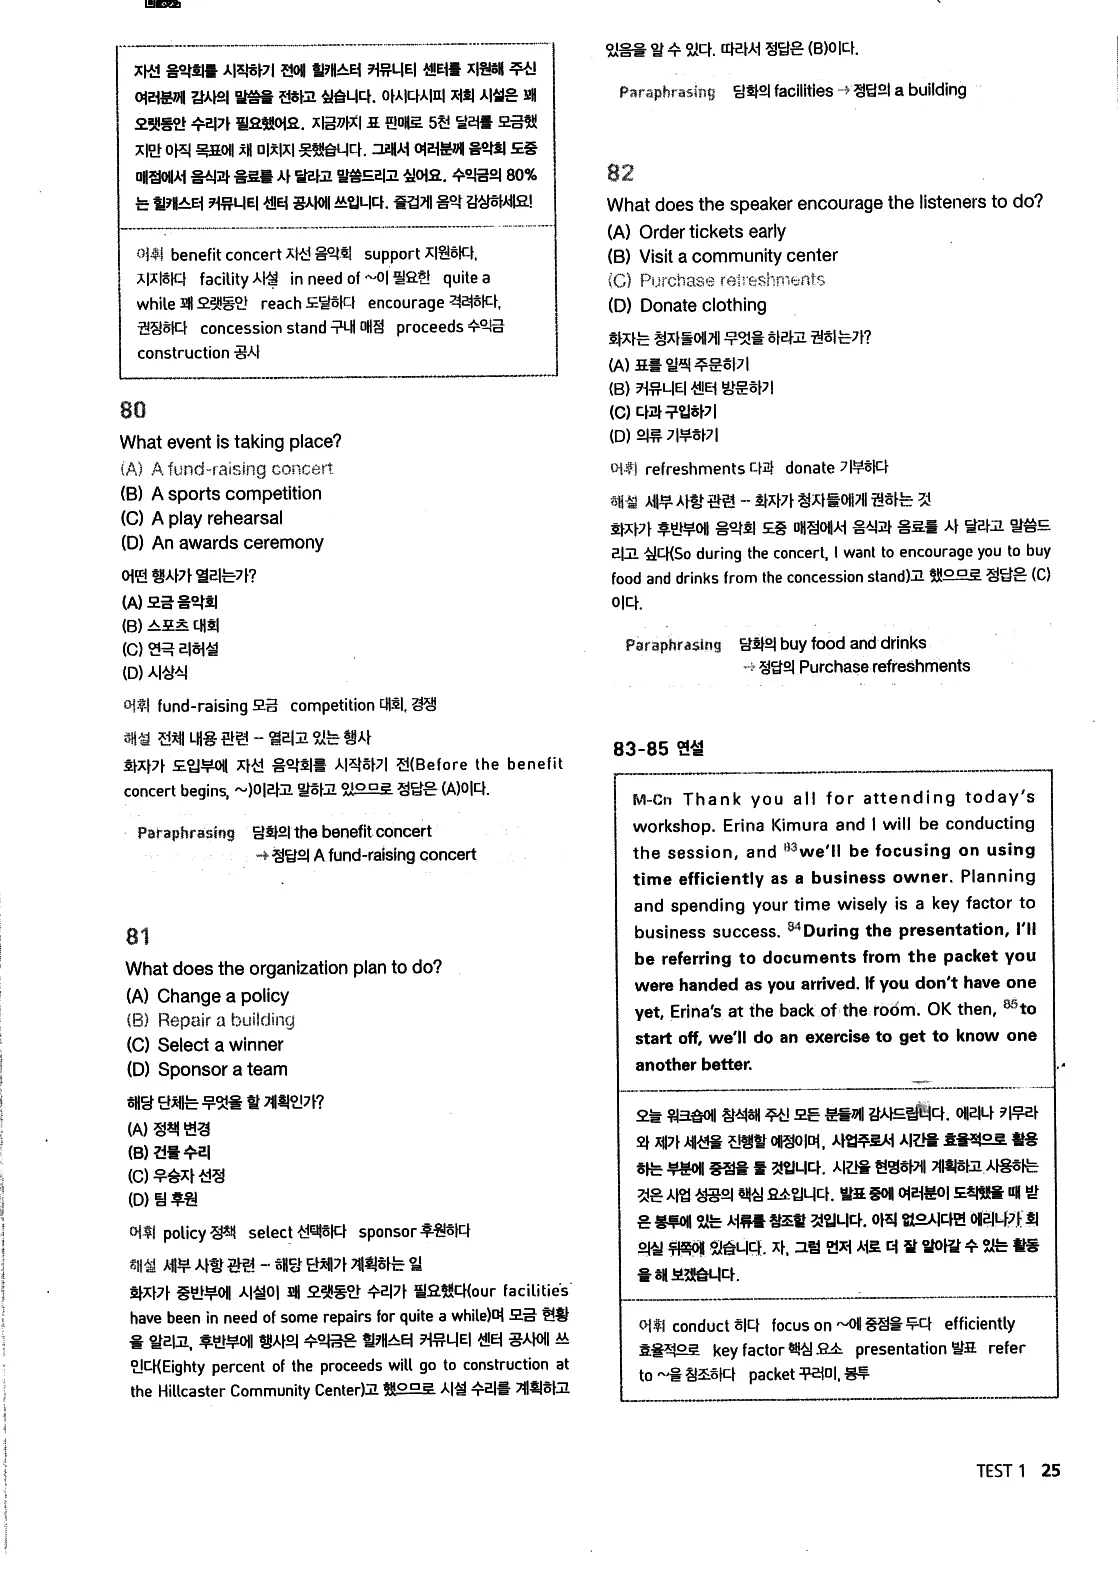 자선 음악회를 시작하기 전에 힐캐스터 커뮤니티 센터를 지원해 주신
여러분께 감사의 말씀을 전하고 싶습니다. 아시다시피 저희 시설은 꽤
오랫동안 수리가 필요했어요. 지금까지 표 판매로 5천 달러를 모금했
지만 아직 목표에 채 미치지 못했습니다. 그래서 여러분께 음악회 도중
매점에서 음식과 음료를 사 달라고 말씀드리고 싶어요. 수익금의 80%
는 힐캐스터 커뮤니티 센터 공사에 쓰입니다. 즐겁게 음악 감상하세요!
어휘 benefit concert 자선 음악회 support 지원하다,
지지하다 facility 시설 in need of ~이 필요한 quite a
while 꽤 오랫동안 reach 도달하다 encourage 격려하다,
권장하다 concession stand 구내 매점 proceeds 수익금
construction 공사
80
What event is taking place?
(A) A fund-raising concert
(B) A sports competition
(C) A play rehearsal
(D) An awards ceremony
어떤 행사가 열리는가?
(A) 모금 음악회
(B) 스포츠 대회
(C) 연극 리허설
(D) 시상식
어휘 fund-raising 모금 competition 대회, 경쟁
해설 전체 내용 관련 – 열리고 있는 행사
화자가 도입부에 자선 음악회를 시작하기 전(Before the benefit
concert begins, ~)이라고 말하고 있으므로 정답은 (A)이다.
Paraphrasing 담화의 the benefit concert
→ 정답의 A fund-raising concert
81
What does the organization plan to do?
(A) Change a policy
(B) Repair a building
(C) Select a winner
(D) Sponsor a team
해당 단체는 무엇을 할 계획인가?
(A) 정책 변경
(B) 건물 수리
(C) 우승자 선정
(D) 팀 후원
어휘 policy 정책 select 선택하다 sponsor 후원하다
해설 세부 사항 관련 – 해당 단체가 계획하는 일
화자가 중반부에 시설이 꽤 오랫동안 수리가 필요했다(our facilities
have been in need of some repairs for quite a while)며 모금 현황
을 알리고, 후반부에 행사의 수익금은 힐캐스터 커뮤니티 센터 공사에 쓰
인다(Eighty percent of the proceeds will go to construction at
the Hillcaster Community Center)고 했으므로 시설 수리를 계획하고
있음을 알 수 있다. 따라서 정답은 (B)이다.
Paraphrasing 담화의 facilities → 정답의 a building
82
What does the speaker encourage the listeners to do?
(A) Order tickets early
(B) Visit a community center
(C) Purchase refreshments
(D) Donate clothing
화자는 청자들에게 무엇을 하라고 권하는가?
(A) 표를 일찍 주문하기
(B) 커뮤니티 센터 방문하기
(C) 다과 구입하기
(D) 의류 기부하기
어휘 refreshments 다과 donate 기부하다
해설 세부 사항 관련 – 화자가 청자들에게 권하는 것
화자가 후반부에 음악회 도중 매점에서 음식과 음료를 사 달라고 말씀드
리고 싶다(So during the concert, I want to encourage you to buy
food and drinks from the concession stand)고 했으므로 정답은 (C)
이다.
Paraphrasing 담화의 buy food and drinks
→ 정답의 Purchase refreshments
83-85 연설
M-Cn Thank you all for attending today's
workshop. Erina Kimura and I will be conducting
the session, and 83we'll be focusing on using
time efficiently as a business owner. Planning
and spending your time wisely is a key factor to
business success. 84During the presentation, I'll
be referring to documents from the packet you
were handed as you arrived. If you don't have one
yet, Erina's at the back of the room. OK then, 85to
start off, we'll do an exercise to get to know one
another better.
오늘 워크숍에 참석해 주신 모든 분들께 감사드립니다. 에리나 키무라
와 제가 세션을 진행할 예정이며, 사업주로서 시간을 효율적으로 활용
하는 부분에 중점을 둘 것입니다. 시간을 현명하게 계획하고 사용하는
것은 사업 성공의 핵심 요소입니다. 발표 중에 여러분이 도착했을 때 받
은 봉투에 있는 서류를 참조할 것입니다. 아직 없으시다면 에리나가 회
의실 뒤쪽에 있습니다. 자, 그럼 먼저 서로 더 잘 알아갈 수 있는 활동
을 해 보겠습니다.
어휘 conduct 하다 focus on ~에 중점을 두다 efficiently
효율적으로 key factor 핵심 요소 presentation 발표 refer
to ~을 참조하다 packet 꾸러미, 봉투
TEST 1 25